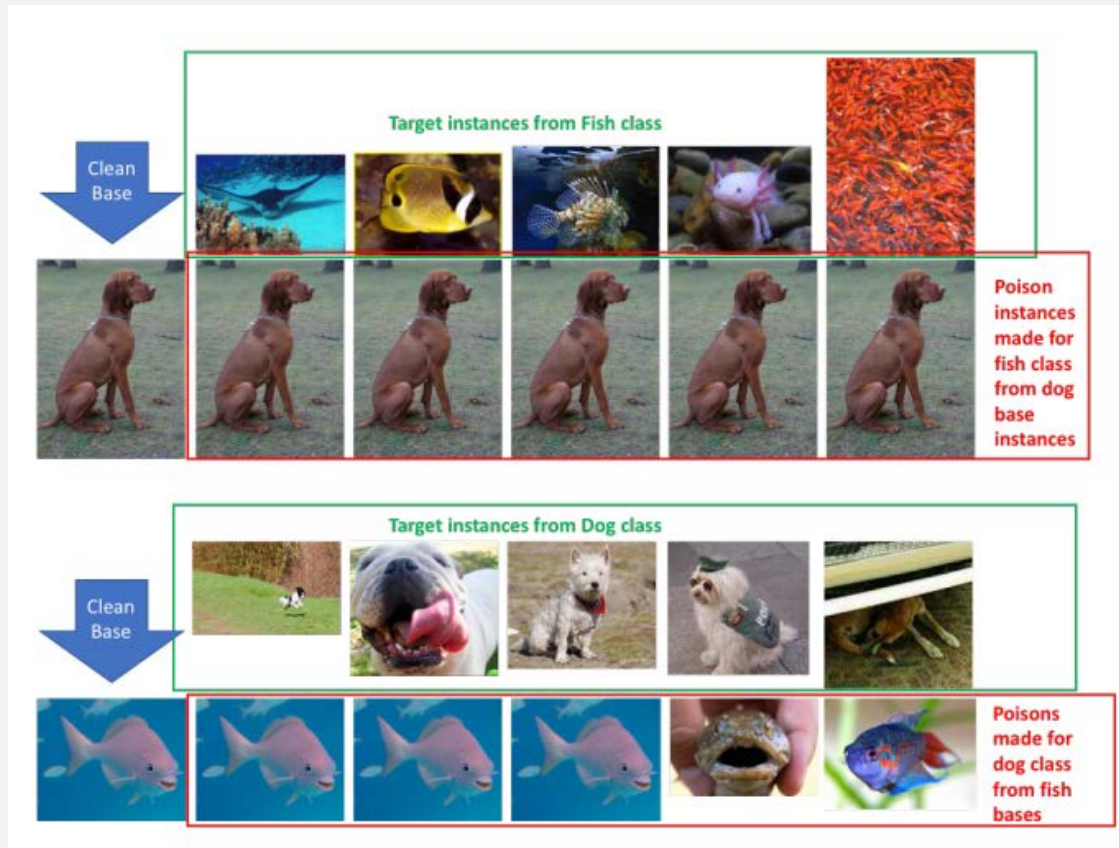 Target instances from Fish class
Clean
Base
Poison
instances
made for
fish class
from dog
base
instances
Target instances from Dog class
Clean
Base
Poisons
made for
dog class
from fish
bases